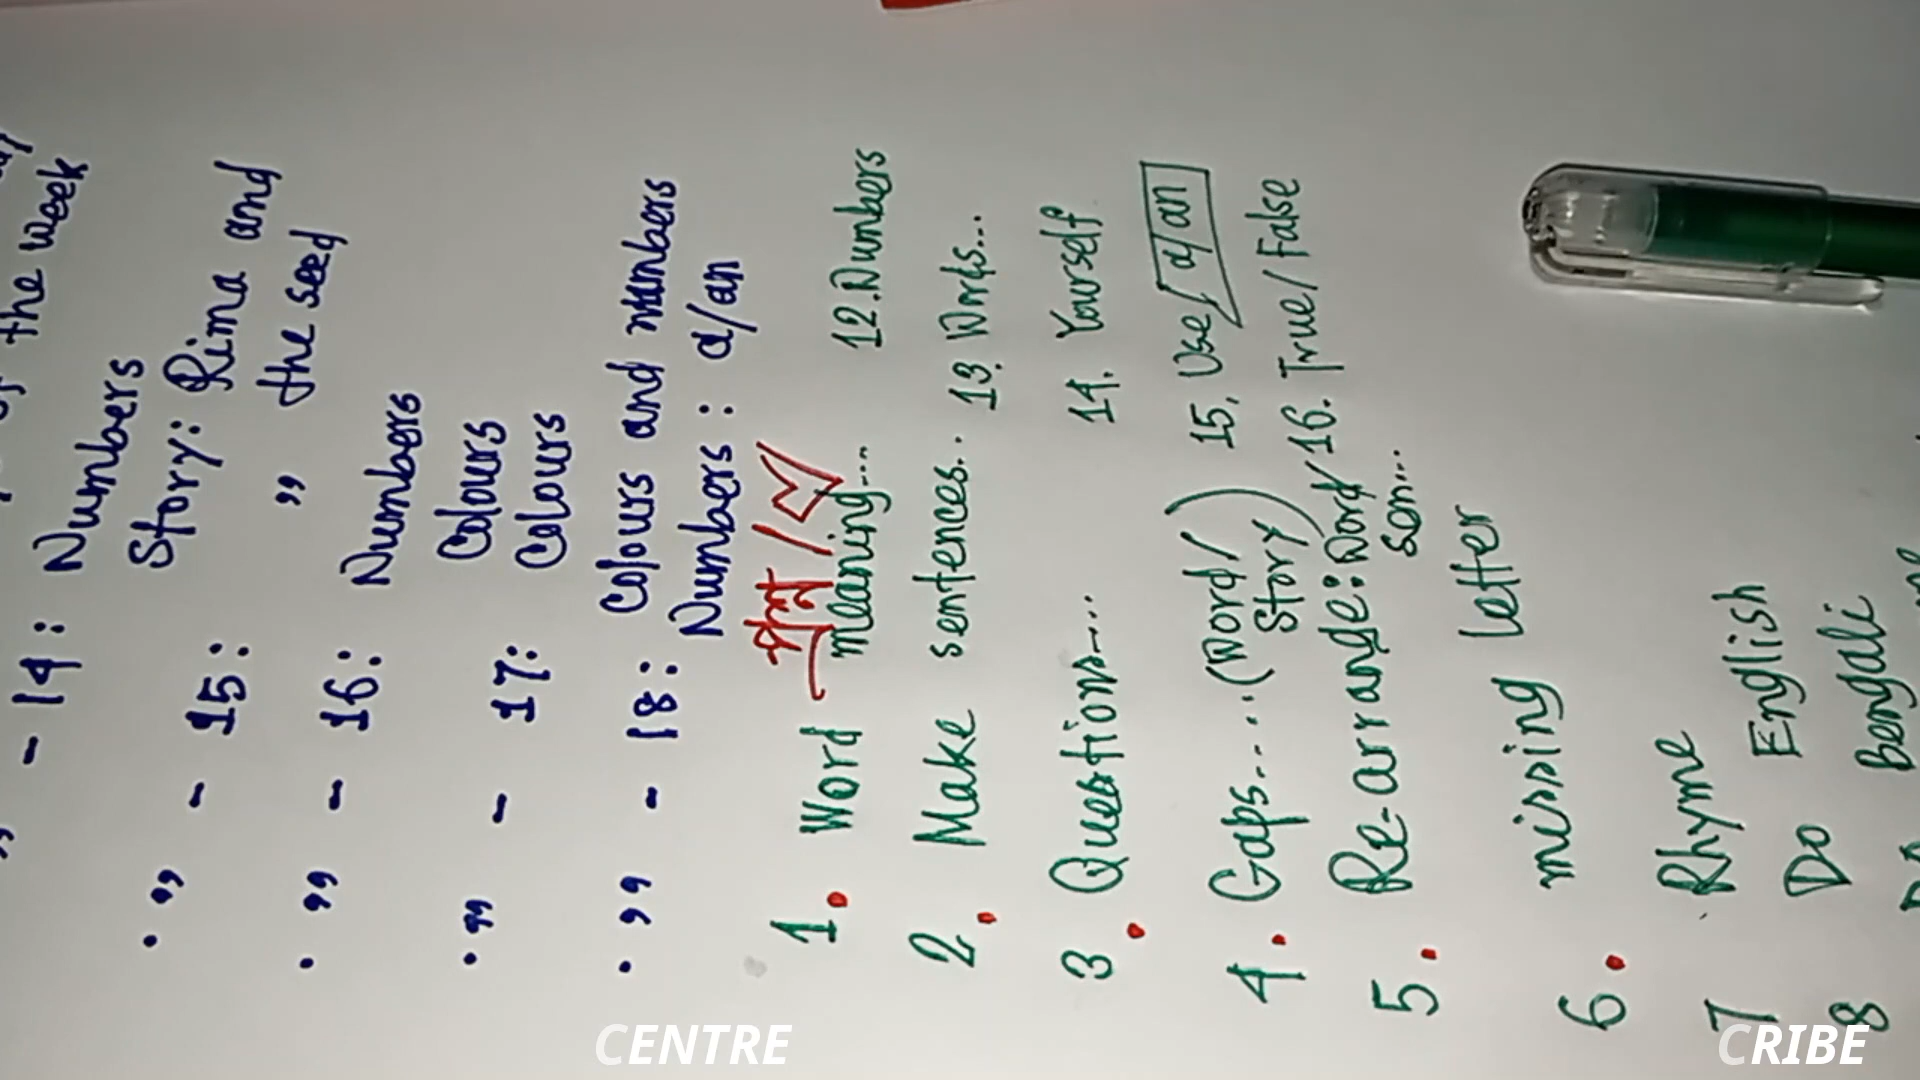 the week
" - 14: Numbers
Story: Rima and
• " - 15: " the seed
• " - 16: Numbers
Colours
• " - 17: Colours
• " - 18: Colours and numbers
Numbers: a/an
প্রশ্ন /
1. Word meaning... 12. Numbers
2. Make sentences.. 13. Words...
3. Questions.... 14. Yourself
4. Gaps.....(Word/ Story) 15. Use a/an
5. Re-arrange: Word/ Sen... 16. True/False
6. missing letter
7 Rhyme
8 Do English
Do Bengali
CENTRE
CRIBE